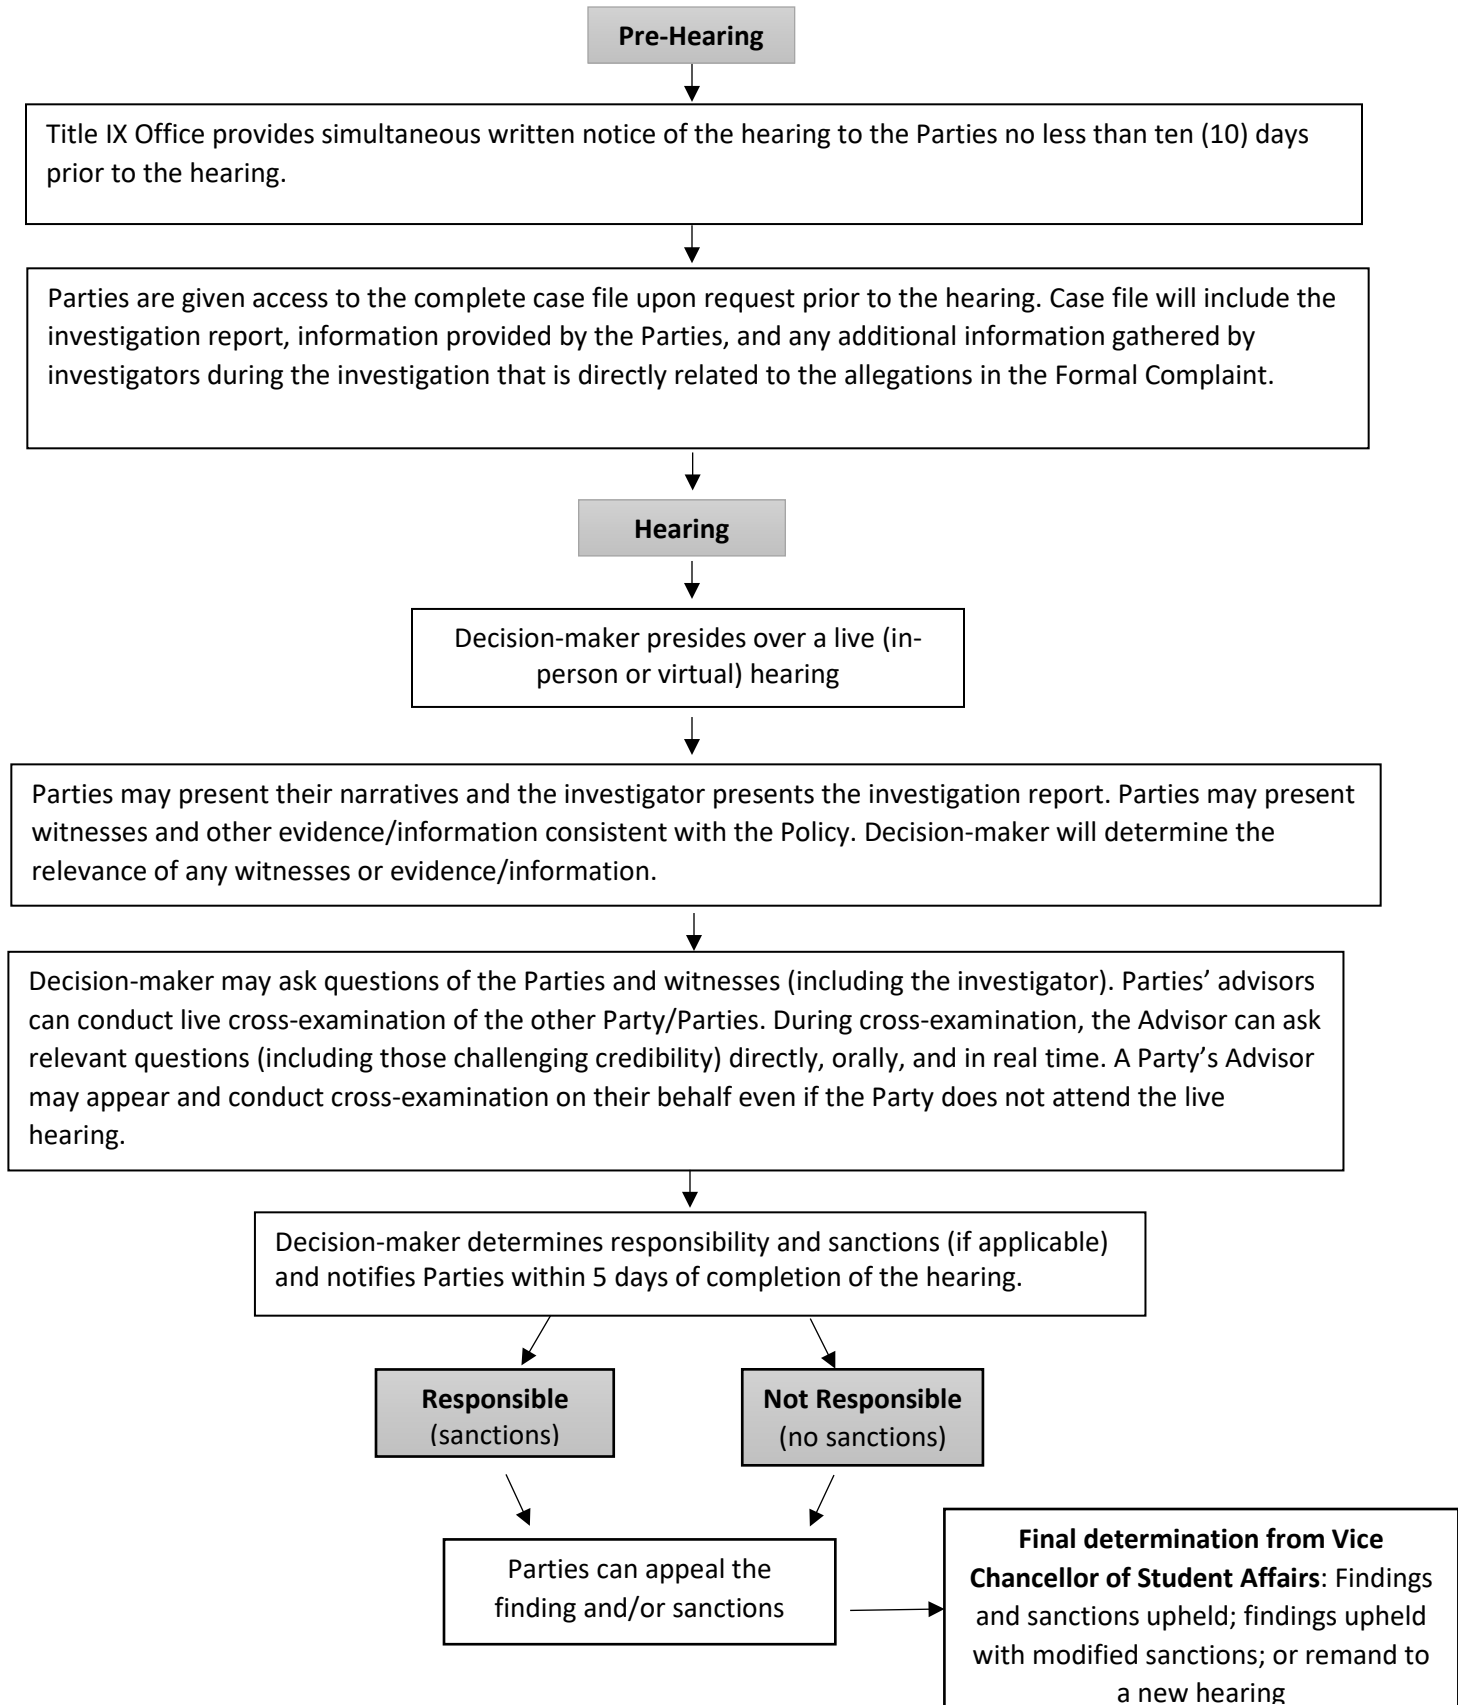 Pre-Hearing
Title IX Office provides simultaneous written notice of the hearing to the Parties no less than ten (10) days
prior to the hearing.
Parties are given access to the complete case file upon request prior to the hearing. Case file will include the
investigation report, information provided by the Parties, and any additional information gathered by
investigators during the investigation that is directly related to the allegations in the Formal Complaint.
Hearing
Decision-maker presides over a live (in-
person or virtual) hearing
Parties may present their narratives and the investigator presents the investigation report. Parties may present
witnesses and other evidence/information consistent with the Policy. Decision-maker will determine the
relevance of any witnesses or evidence/information.
Decision-maker may ask questions of the Parties and witnesses (including the investigator). Parties’ advisors
can conduct live cross-examination of the other Party/Parties. During cross-examination, the Advisor can ask
relevant questions (including those challenging credibility) directly, orally, and in real time. A Party’s Advisor
may appear and conduct cross-examination on their behalf even if the Party does not attend the live
hearing.
Decision-maker determines responsibility and sanctions (if applicable)
and notifies Parties within 5 days of completion of the hearing.
Responsible
(sanctions)
Not Responsible
(no sanctions)
Parties can appeal the
finding and/or sanctions
Final determination from Vice
Chancellor of Student Affairs: Findings
and sanctions upheld; findings upheld
with modified sanctions; or remand to
a new hearing